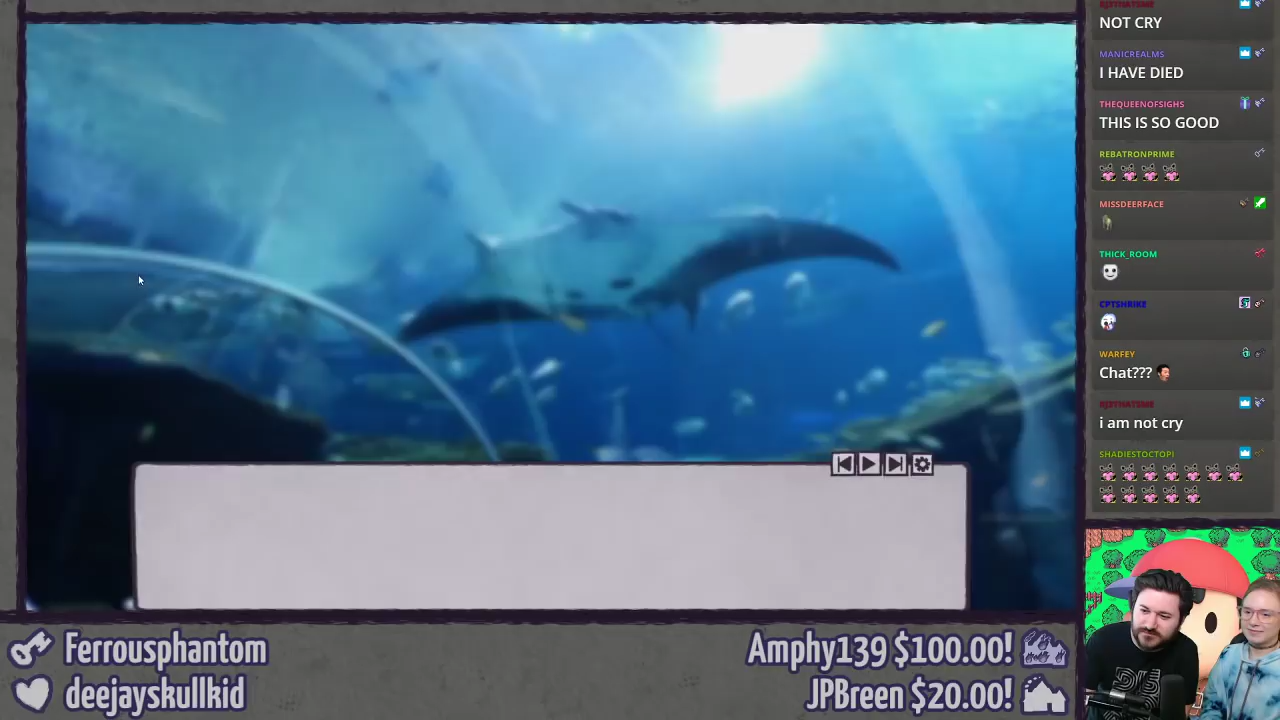 NOT CRY
MANICREALMS
I HAVE DIED
THEQUEENOFSIGHS
THIS IS SO GOOD
REBATRONPRIME
MISSDEERFACE
THICK_ROOM
CPTSHRIKE
WARFEY
Chat???
i am not cry
SHADIESTOCTOPI
Ferrousphantom
deejayskullkid
Amphy139 $100.00!
JPBreen $20.00!